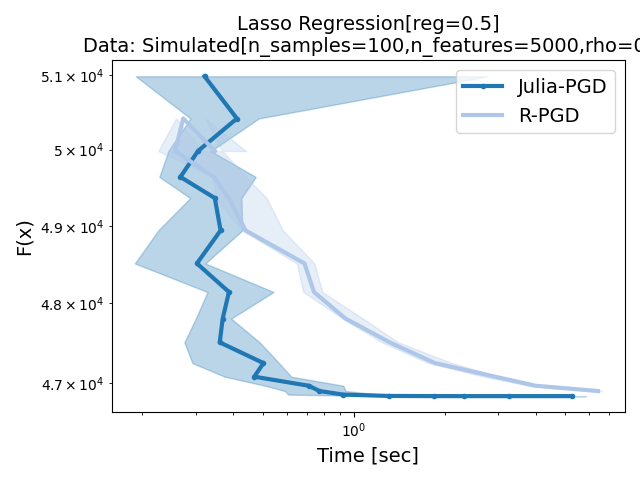 Lasso Regression[reg=0.5]
Data: Simulated[n_samples=100,n_features=5000,rho=0
Julia-PGD
R-PGD
F(x)
5.1 × 10⁴
5 × 10⁴
4.9 × 10⁴
4.8 × 10⁴
4.7 × 10⁴
10⁰
Time [sec]